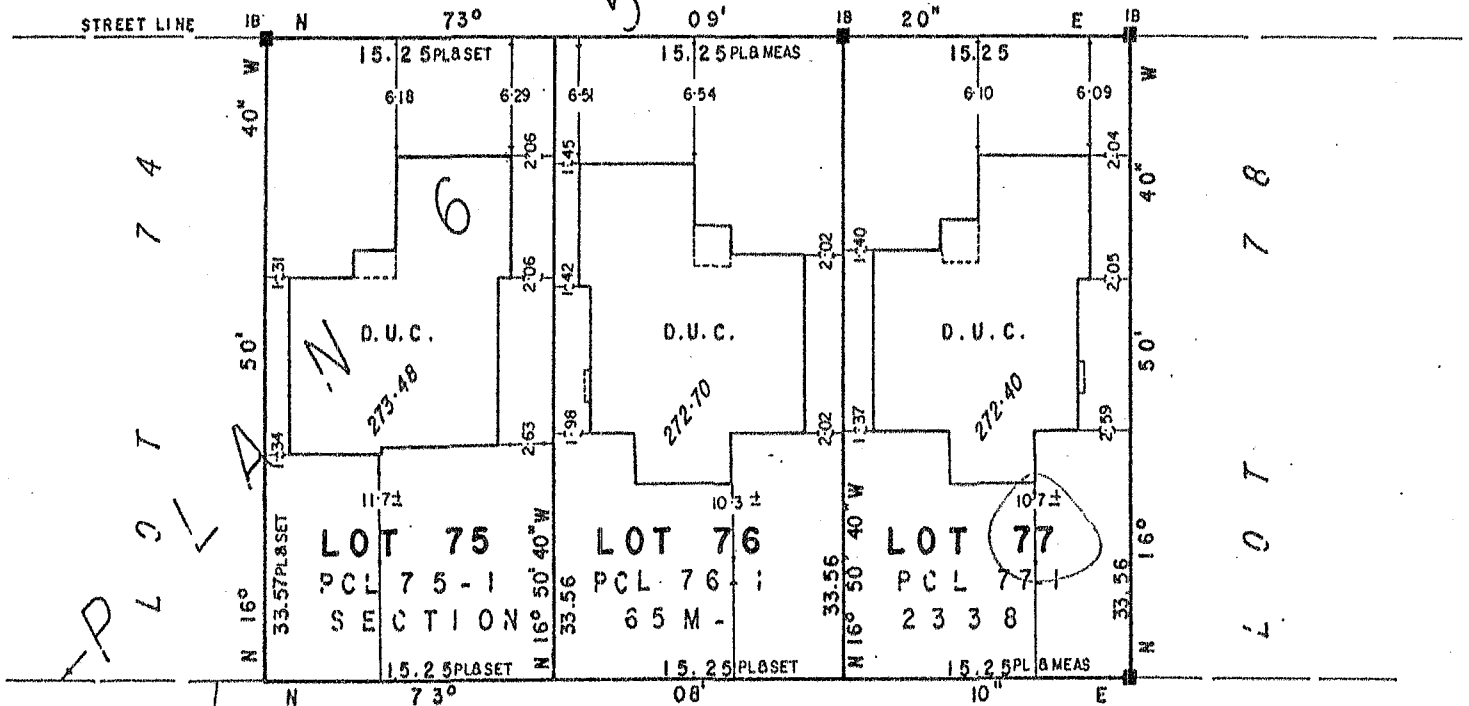 STREET LINE
IB N 73° 09' IB 20" E IB
15.25 PL&SET 15.25 PL&MEAS 15.25
6·18 6·29 6·51 6·54 6·10 6·09
N 16° 50' 40" W
2·06 1·45 2·04
6
1·31 2·06 1·42 2·02 1·40 2·05
D.U.C. D.U.C. D.U.C.
273·48 272·70 272·40
1·34 2·63 1·98 2·02 1·37 2·59
11·7± 10·3± 10·7±
LOT 75 LOT 76 LOT 77
PCL 75-1 PCL 76-1 PCL 77-1
SECTION 65M- 2338
33.57 PL&SET
N 16° 50' 40" W
33.56
33.56
N 16° 50' 40" W
33.56
N 16° 50' 40" W
15.25 PL&SET 15.25 PL&SET 15.25 PL&MEAS
N 73° 08' 10" E
LOT 74
LOT 78
PLAN